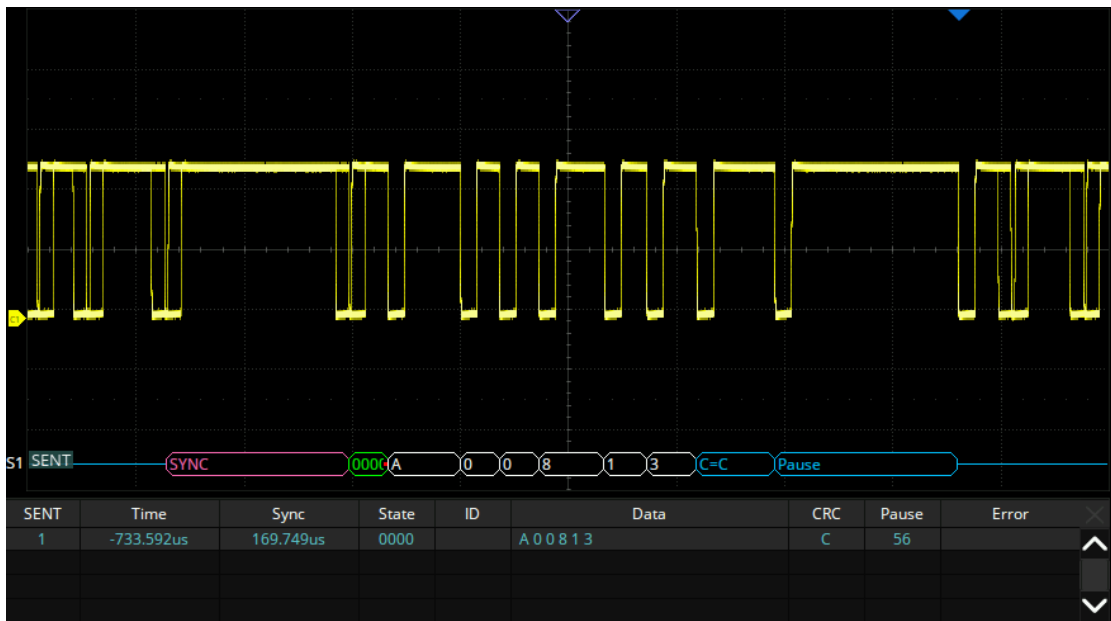 C1
S1 SENT SYNC 0000 A 0 0 8 1 3 C=C Pause
SENT Time Sync State ID Data CRC Pause Error
1 -733.592us 169.749us 0000 A 0 0 8 1 3 C 56